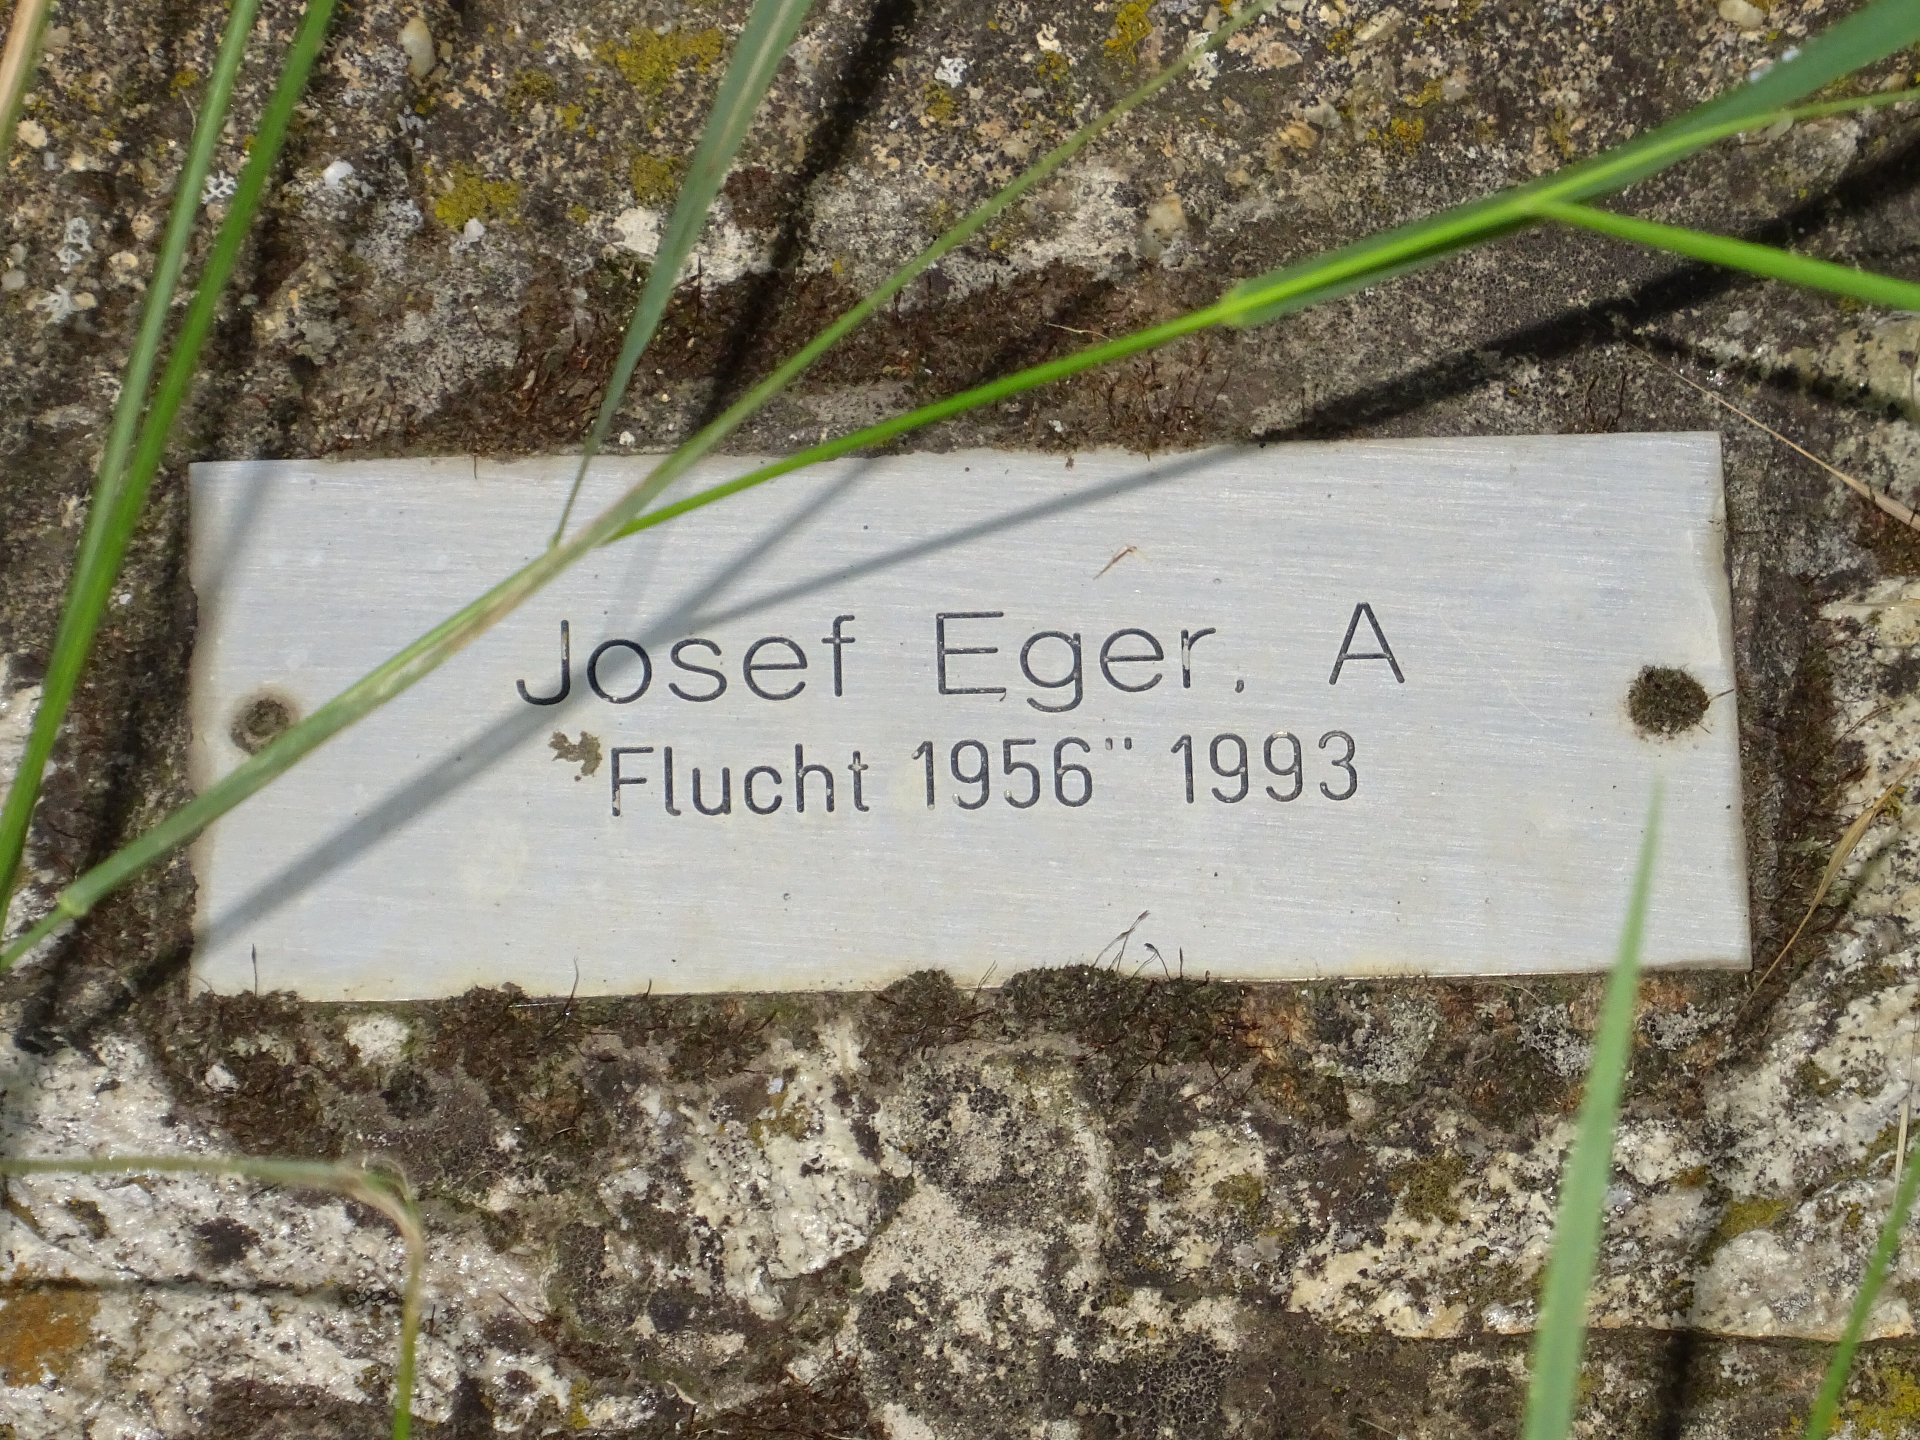 Josef Eger, A
"Flucht 1956" 1993